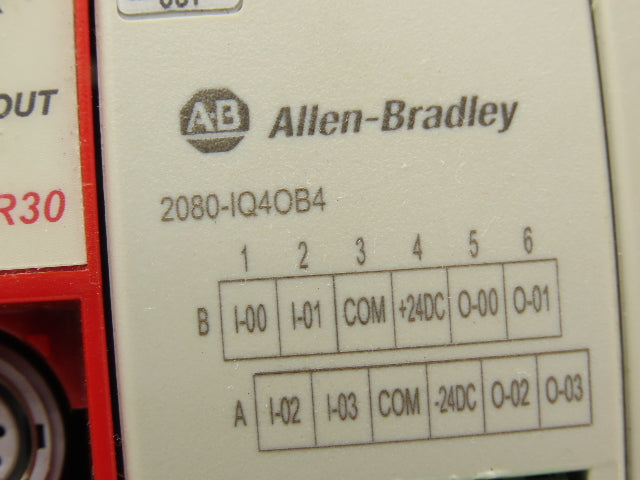 OUT
AB Allen-Bradley
R30
2080-IQ4OB4
1 2 3 4 5 6
B I-00 I-01 COM +24DC O-00 O-01
A I-02 I-03 COM -24DC O-02 O-03